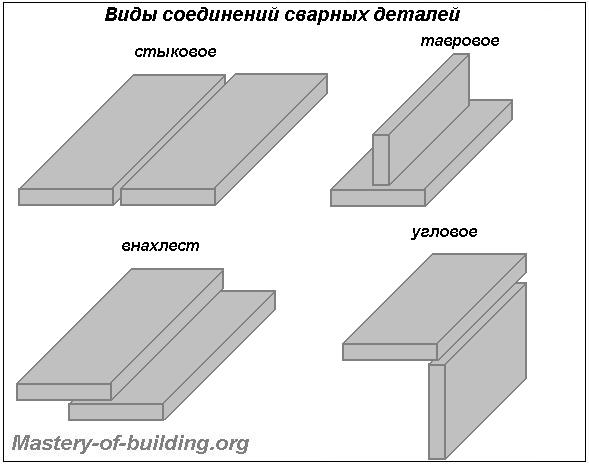 Виды соединений сварных деталей
стыковое
тавровое
внахлест
угловое
Mastery-of-building.org